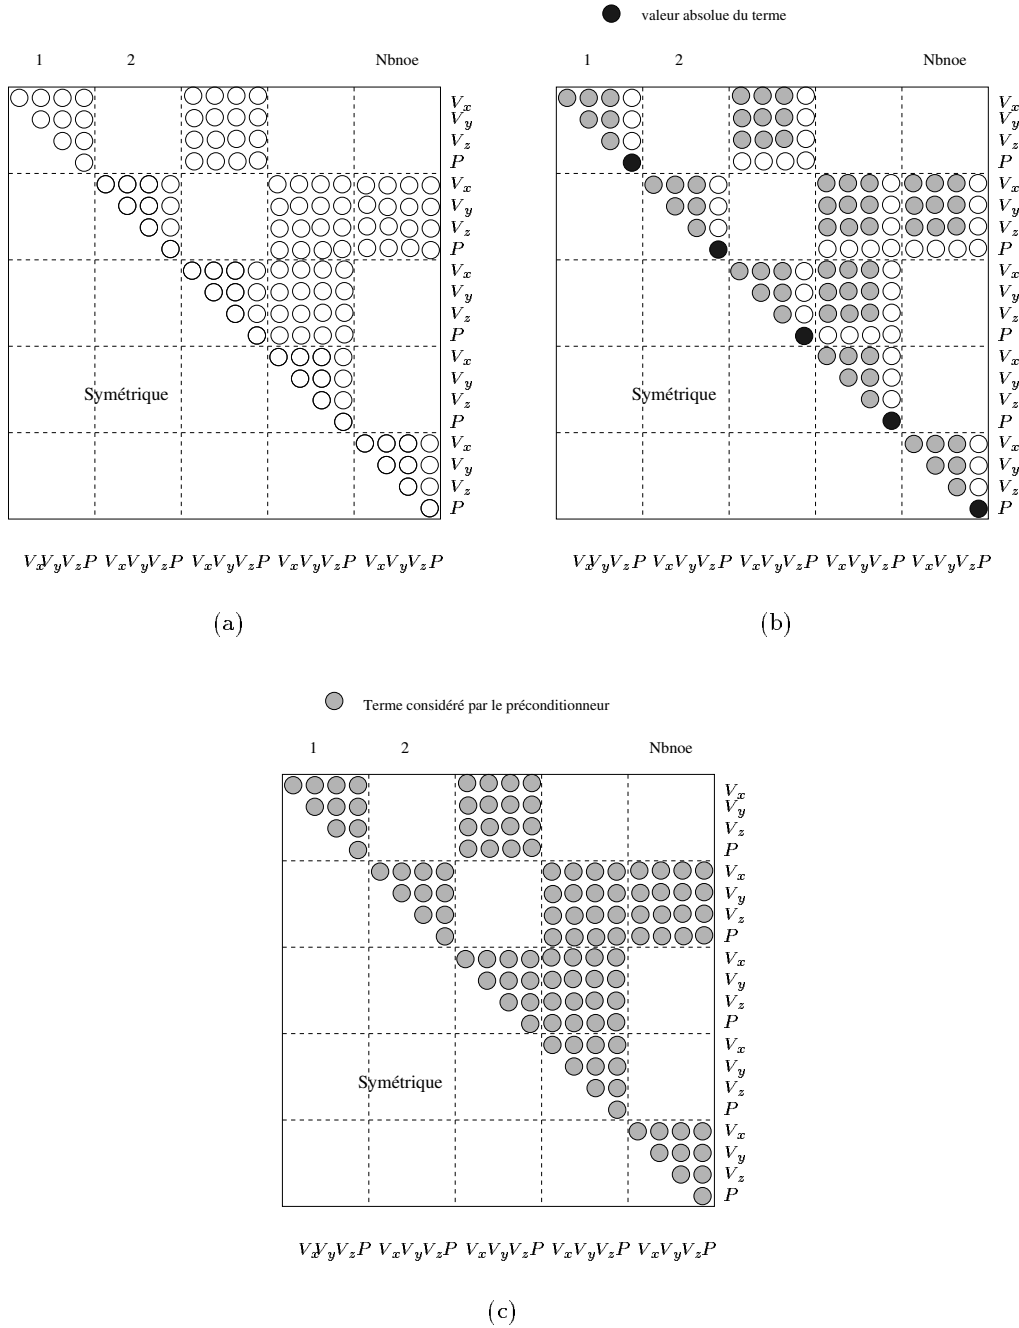 valeur absolue du terme
1 2 Nbnoe
V_x
V_y
V_z
P
V_x
V_y
V_z
P
V_x
V_y
V_z
P
V_x
V_y
V_z
P
V_x
V_y
V_z
P
Symétrique
V_xV_yV_zP V_xV_yV_zP V_xV_yV_zP V_xV_yV_zP V_xV_yV_zP
(a)
1 2 Nbnoe
V_x
V_y
V_z
P
V_x
V_y
V_z
P
V_x
V_y
V_z
P
V_x
V_y
V_z
P
V_x
V_y
V_z
P
Symétrique
V_xV_yV_zP V_xV_yV_zP V_xV_yV_zP V_xV_yV_zP V_xV_yV_zP
(b)
Terme considéré par le préconditionneur
1 2 Nbnoe
V_x
V_y
V_z
P
V_x
V_y
V_z
P
V_x
V_y
V_z
P
V_x
V_y
V_z
P
V_x
V_y
V_z
P
Symétrique
V_xV_yV_zP V_xV_yV_zP V_xV_yV_zP V_xV_yV_zP V_xV_yV_zP
(c)